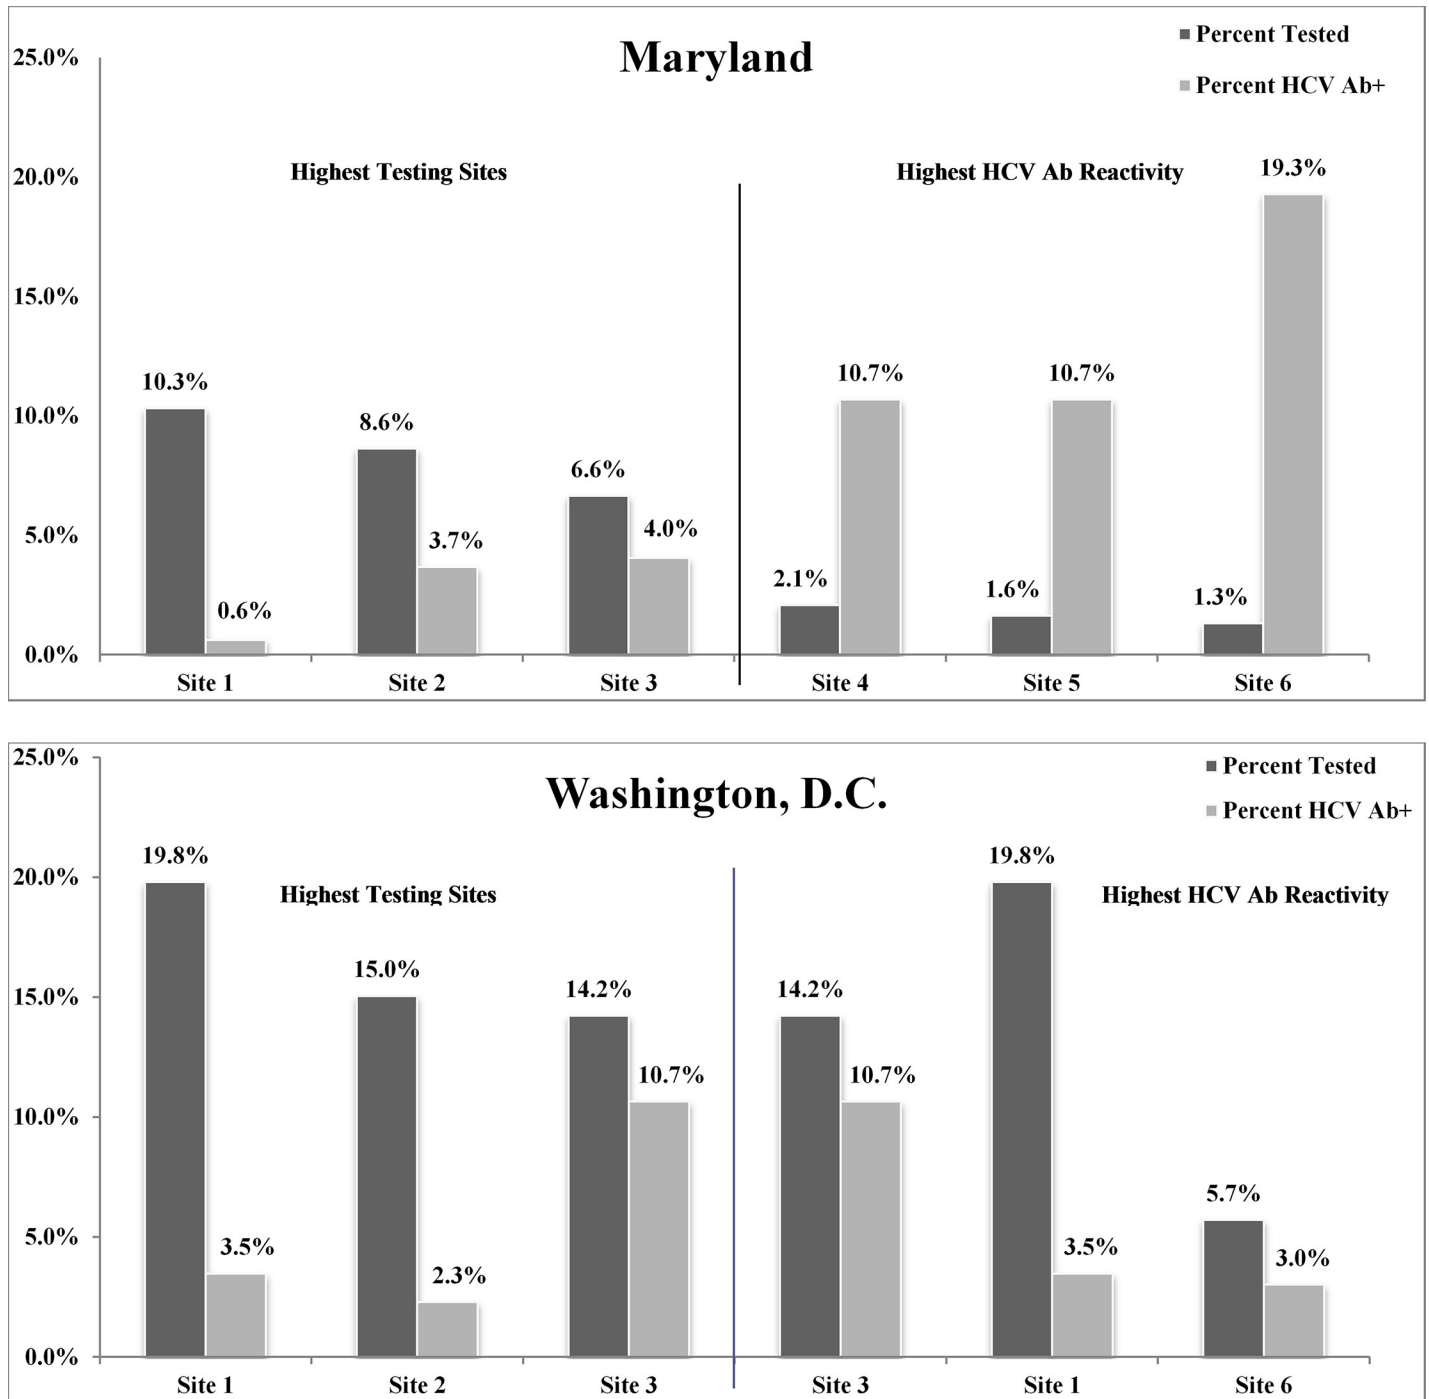 Maryland
Percent Tested
Percent HCV Ab+
25.0%
20.0%
15.0%
10.0%
5.0%
0.0%
Highest Testing Sites
Highest HCV Ab Reactivity
10.3%
0.6%
8.6%
3.7%
6.6%
4.0%
2.1%
10.7%
1.6%
10.7%
1.3%
19.3%
Site 1
Site 2
Site 3
Site 4
Site 5
Site 6
Washington, D.C.
Percent Tested
Percent HCV Ab+
25.0%
20.0%
15.0%
10.0%
5.0%
0.0%
Highest Testing Sites
Highest HCV Ab Reactivity
19.8%
3.5%
15.0%
2.3%
14.2%
10.7%
14.2%
10.7%
19.8%
3.5%
5.7%
3.0%
Site 1
Site 2
Site 3
Site 3
Site 1
Site 6